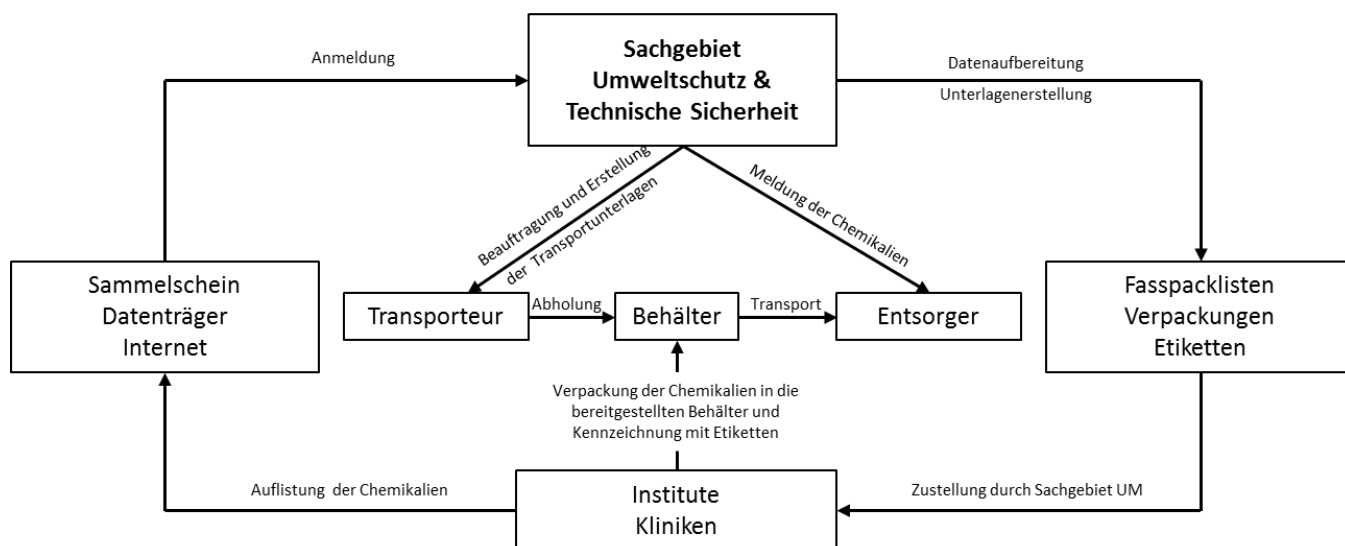 Anmeldung
Sachgebiet
Umweltschutz &
Technische Sicherheit
Datenaufbereitung
Unterlagenerstellung
Beauftragung und Erstellung
der Transportunterlagen
Meldung der Chemikalien
Sammelschein
Datenträger
Internet
Transporteur
Abholung
Behälter
Transport
Entsorger
Fasspacklisten
Verpackungen
Etiketten
Verpackung der Chemikalien in die
bereitgestellten Behälter und
Kennzeichnung mit Etiketten
Auflistung der Chemikalien
Institute
Kliniken
Zustellung durch Sachgebiet UM